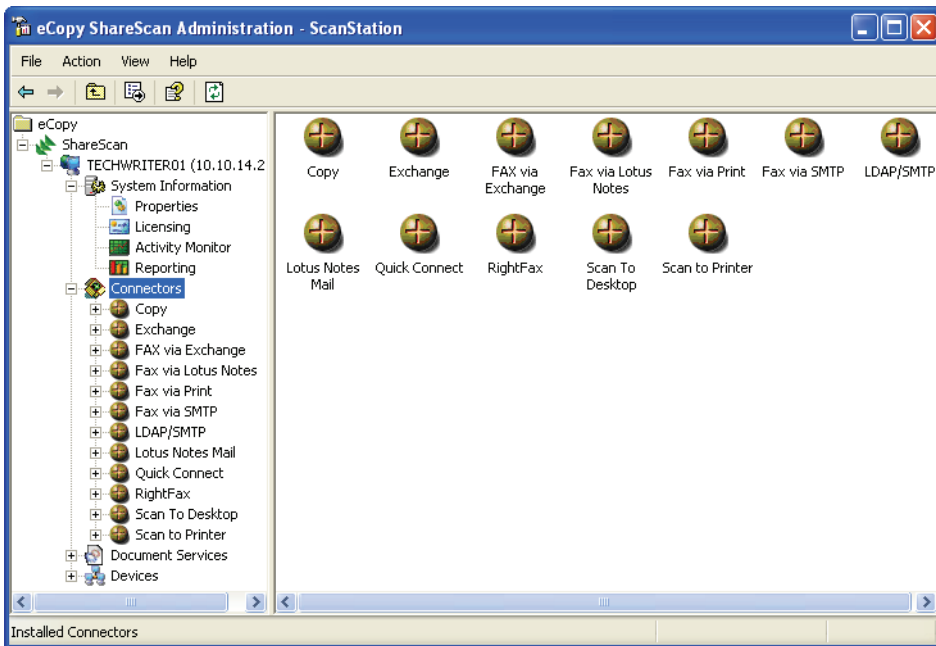 eCopy ShareScan Administration - ScanStation
File Action View Help
eCopy
ShareScan
TECHWRITER01 (10.10.14.2
System Information
Properties
Licensing
Activity Monitor
Reporting
Connectors
Copy
Exchange
FAX via Exchange
Fax via Lotus Notes
Fax via Print
Fax via SMTP
LDAP/SMTP
Lotus Notes Mail
Quick Connect
RightFax
Scan To Desktop
Scan to Printer
Document Services
Devices
Copy Exchange FAX via Fax via Lotus Fax via Print Fax via SMTP LDAP/SMTP
Exchange Notes
Lotus Notes Quick Connect RightFax Scan To Scan to Printer
Mail Desktop
Installed Connectors